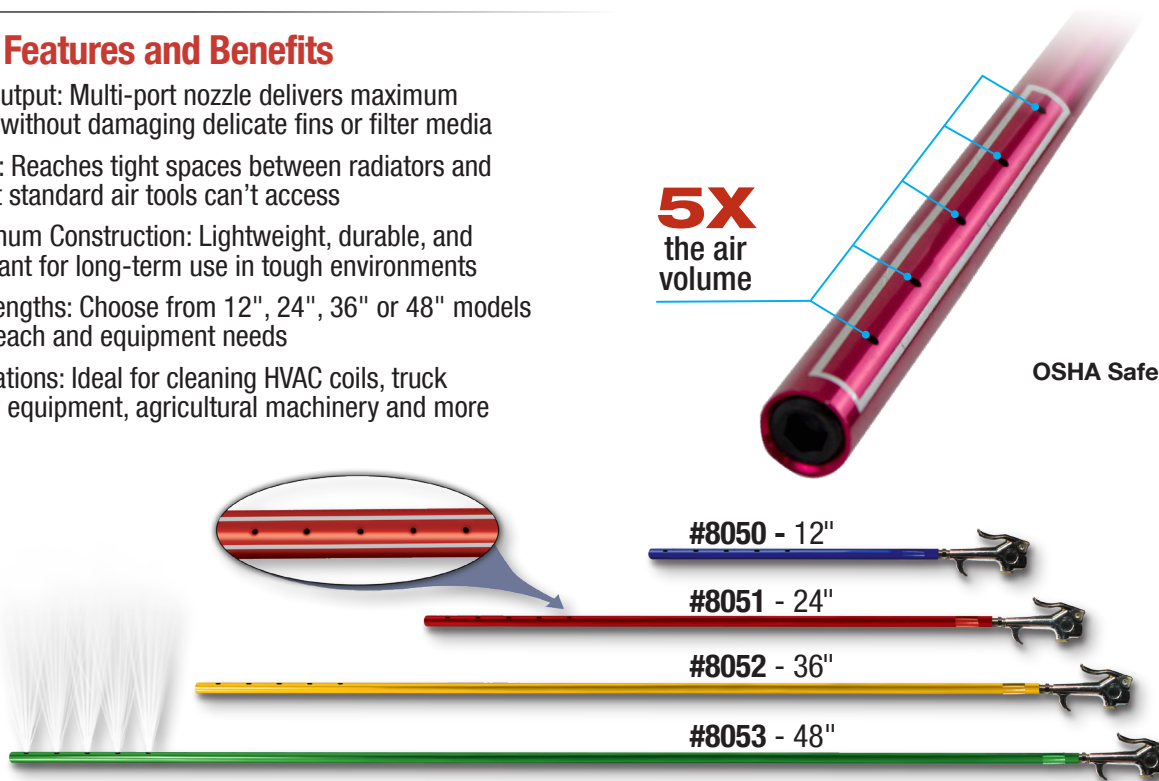 Features and Benefits
utput: Multi-port nozzle delivers maximum
without damaging delicate fins or filter media
: Reaches tight spaces between radiators and
t standard air tools can't access
num Construction: Lightweight, durable, and
ant for long-term use in tough environments
engths: Choose from 12", 24", 36" or 48" models
each and equipment needs
ations: Ideal for cleaning HVAC coils, truck
equipment, agricultural machinery and more
5X
the air
volume
OSHA Safe
#8050 - 12"
#8051 - 24"
#8052 - 36"
#8053 - 48"